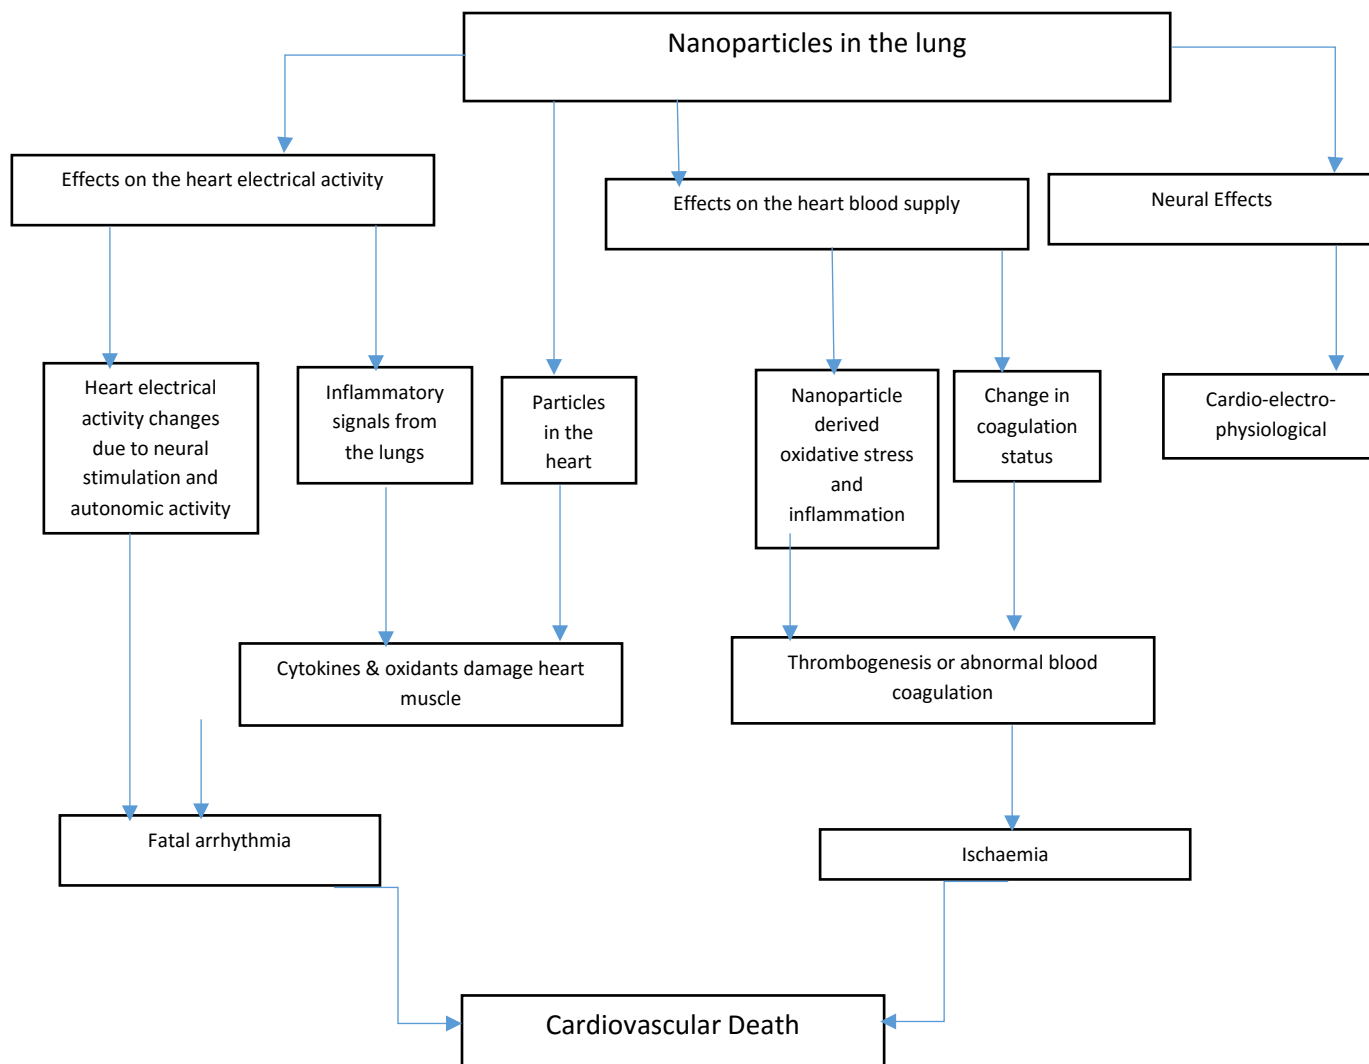 Nanoparticles in the lung
Effects on the heart electrical activity
Effects on the heart blood supply
Neural Effects
Heart electrical
activity changes
due to neural
stimulation and
autonomic activity
Inflammatory
signals from
the lungs
Particles
in the
heart
Nanoparticle
derived
oxidative stress
and
inflammation
Change in
coagulation
status
Cardio-electro-
physiological
Cytokines & oxidants damage heart
muscle
Thrombogenesis or abnormal blood
coagulation
Fatal arrhythmia
Ischaemia
Cardiovascular Death